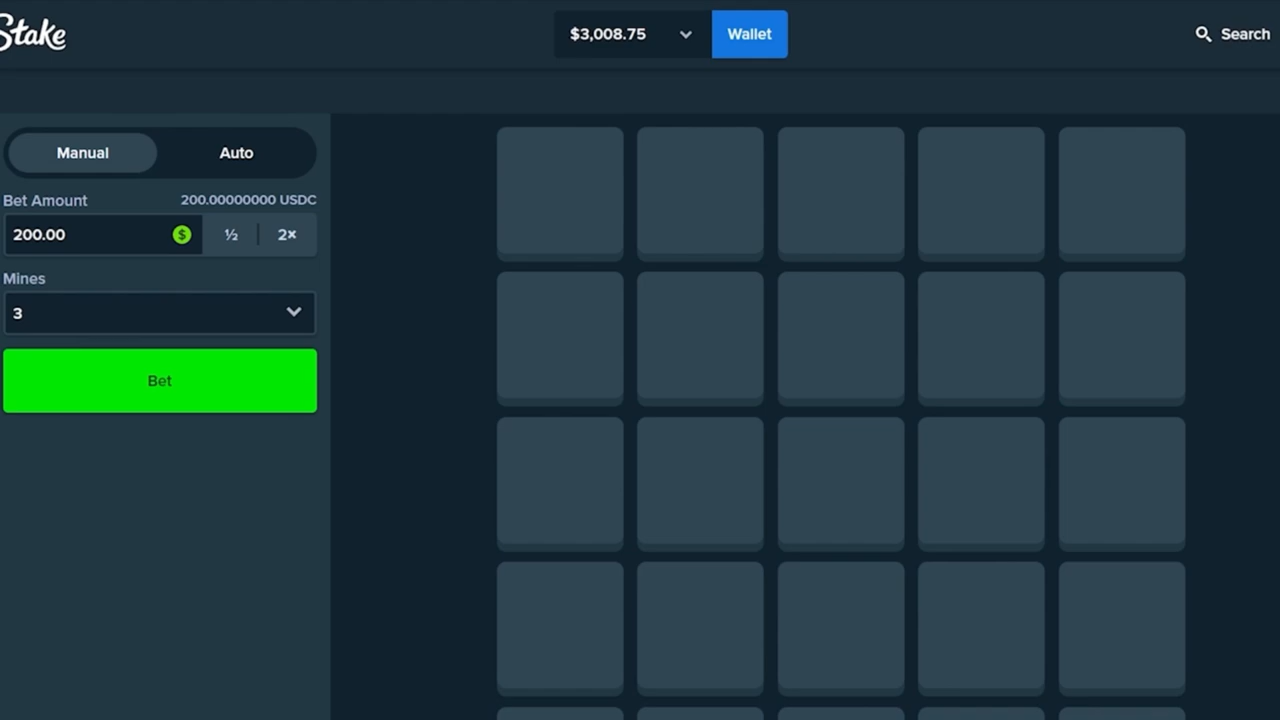 Stake
$3,008.75
Wallet
Search
Manual
Auto
Bet Amount
200.00000000 USDC
200.00
$
½
2×
Mines
3
Bet